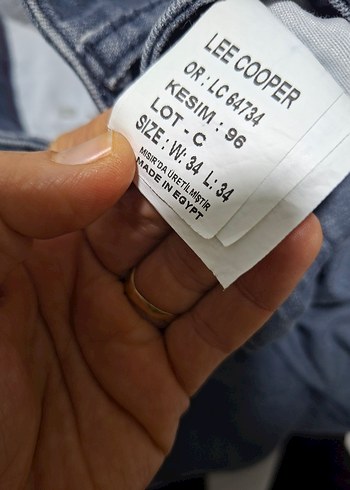 LEE COOPER
OR : LC 64734
KESIM : 96
LOT - C
SIZE : W: 34 L: 34
MISIR'DA ÜRETİLMİŞTİR
MADE IN EGYPT